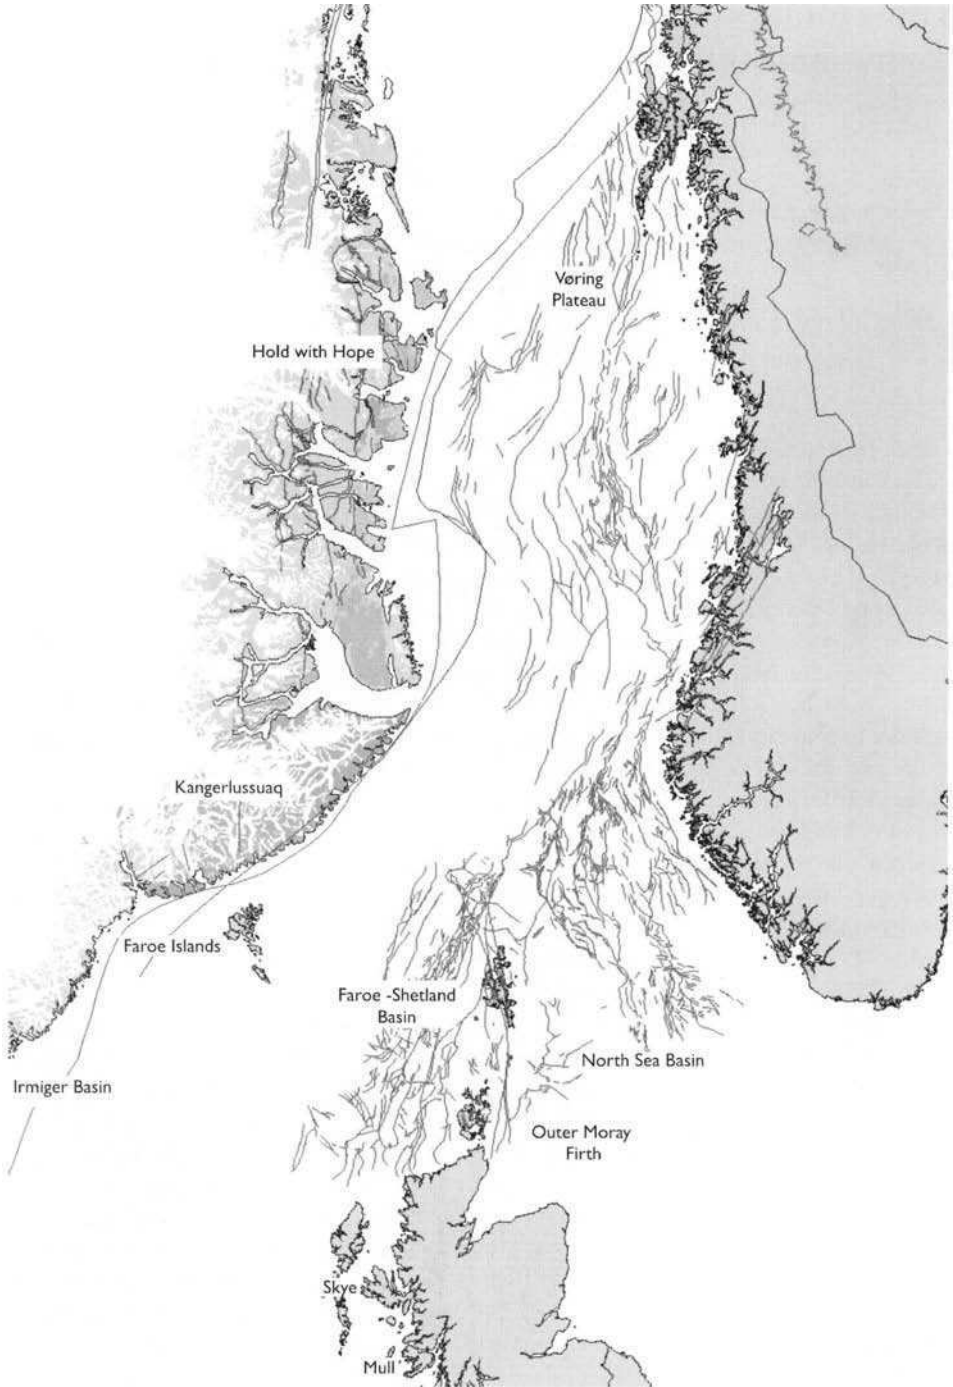 Vøring
Plateau
Hold with Hope
Kangerlussuaq
Faroe Islands
Faroe -Shetland
Basin
North Sea Basin
Irmiger Basin
Outer Moray
Firth
Skye
Mull